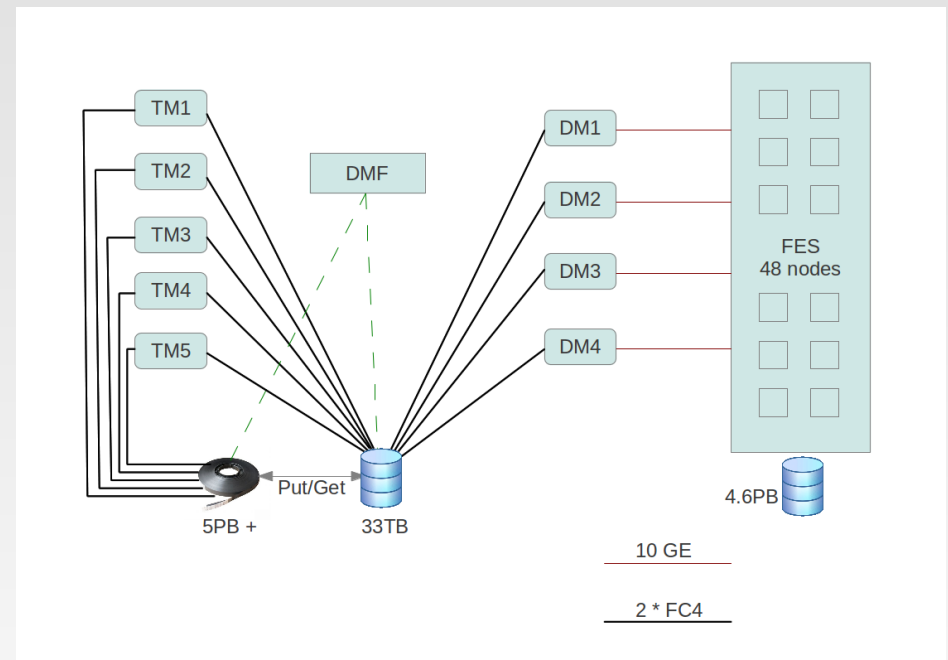 TM1
TM2
TM3
TM4
TM5
DMF
DM1
DM2
DM3
DM4
FES
48 nodes
Put/Get
5PB +
33TB
4.6PB
10 GE
2 * FC4